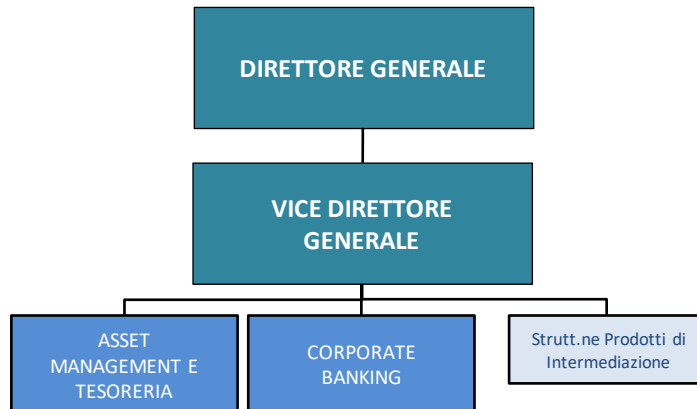 DIRETTORE GENERALE
VICE DIRETTORE
GENERALE
ASSET
MANAGEMENT E
TESORERIA
CORPORATE
BANKING
Strutt.ne Prodotti di
Intermediazione